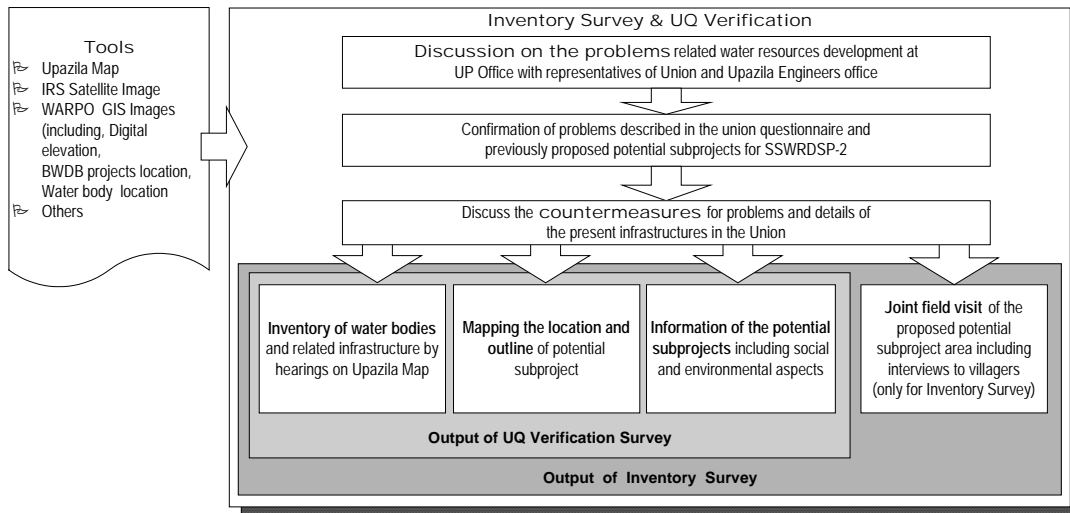 Tools
Upazila Map
IRS Satellite Image
WARPO GIS Images
(including, Digital
elevation,
BWDB projects location,
Water body location
Others
Inventory Survey & UQ Verification
Discussion on the problems related water resources development at
UP Office with representatives of Union and Upazila Engineers office
Confirmation of problems described in the union questionnaire and
previously proposed potential subprojects for SSWRDSP-2
Discuss the countermeasures for problems and details of
the present infrastructures in the Union
Inventory of water bodies
and related infrastructure by
hearings on Upazila Map
Mapping the location and
outline of potential
subproject
Information of the potential
subprojects including social
and environmental aspects
Joint field visit of the
proposed potential
subproject area including
interviews to villagers
(only for Inventory Survey)
Output of UQ Verification Survey
Output of Inventory Survey